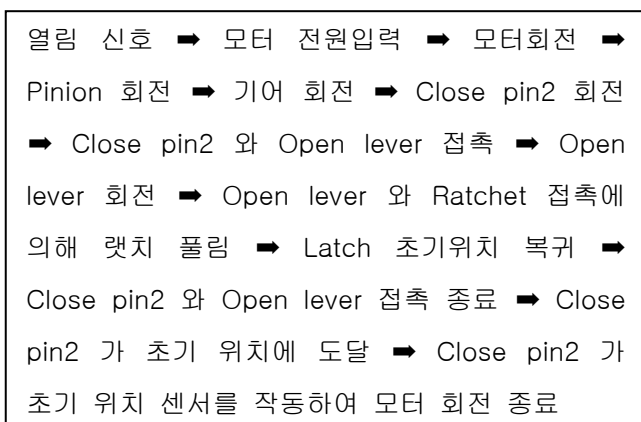 열림 신호 ➡ 모터 전원입력 ➡ 모터회전 ➡
Pinion 회전 ➡ 기어 회전 ➡ Close pin2 회전
➡ Close pin2 와 Open lever 접촉 ➡ Open
lever 회전 ➡ Open lever 와 Ratchet 접촉에
의해 랫치 풀림 ➡ Latch 초기위치 복귀 ➡
Close pin2 와 Open lever 접촉 종료 ➡ Close
pin2 가 초기 위치에 도달 ➡ Close pin2 가
초기 위치 센서를 작동하여 모터 회전 종료